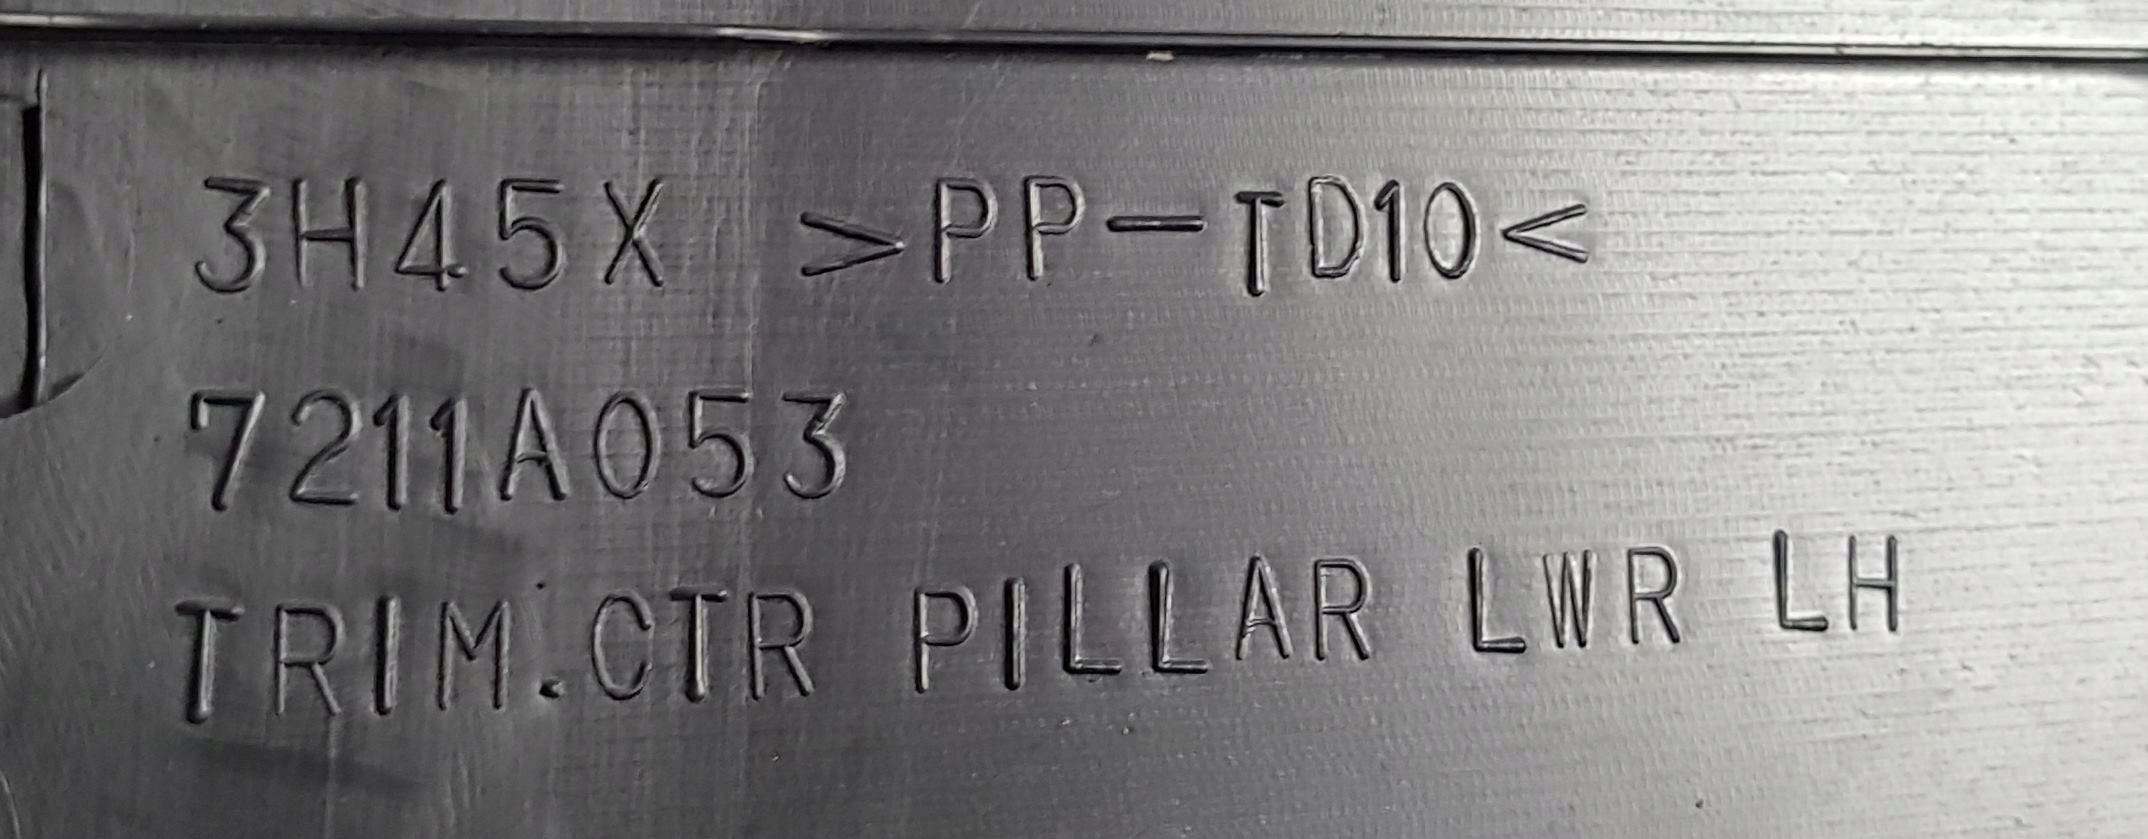 3H45X >PP-TD10<
7211A053
TRIM.CTR PILLAR LWR LH